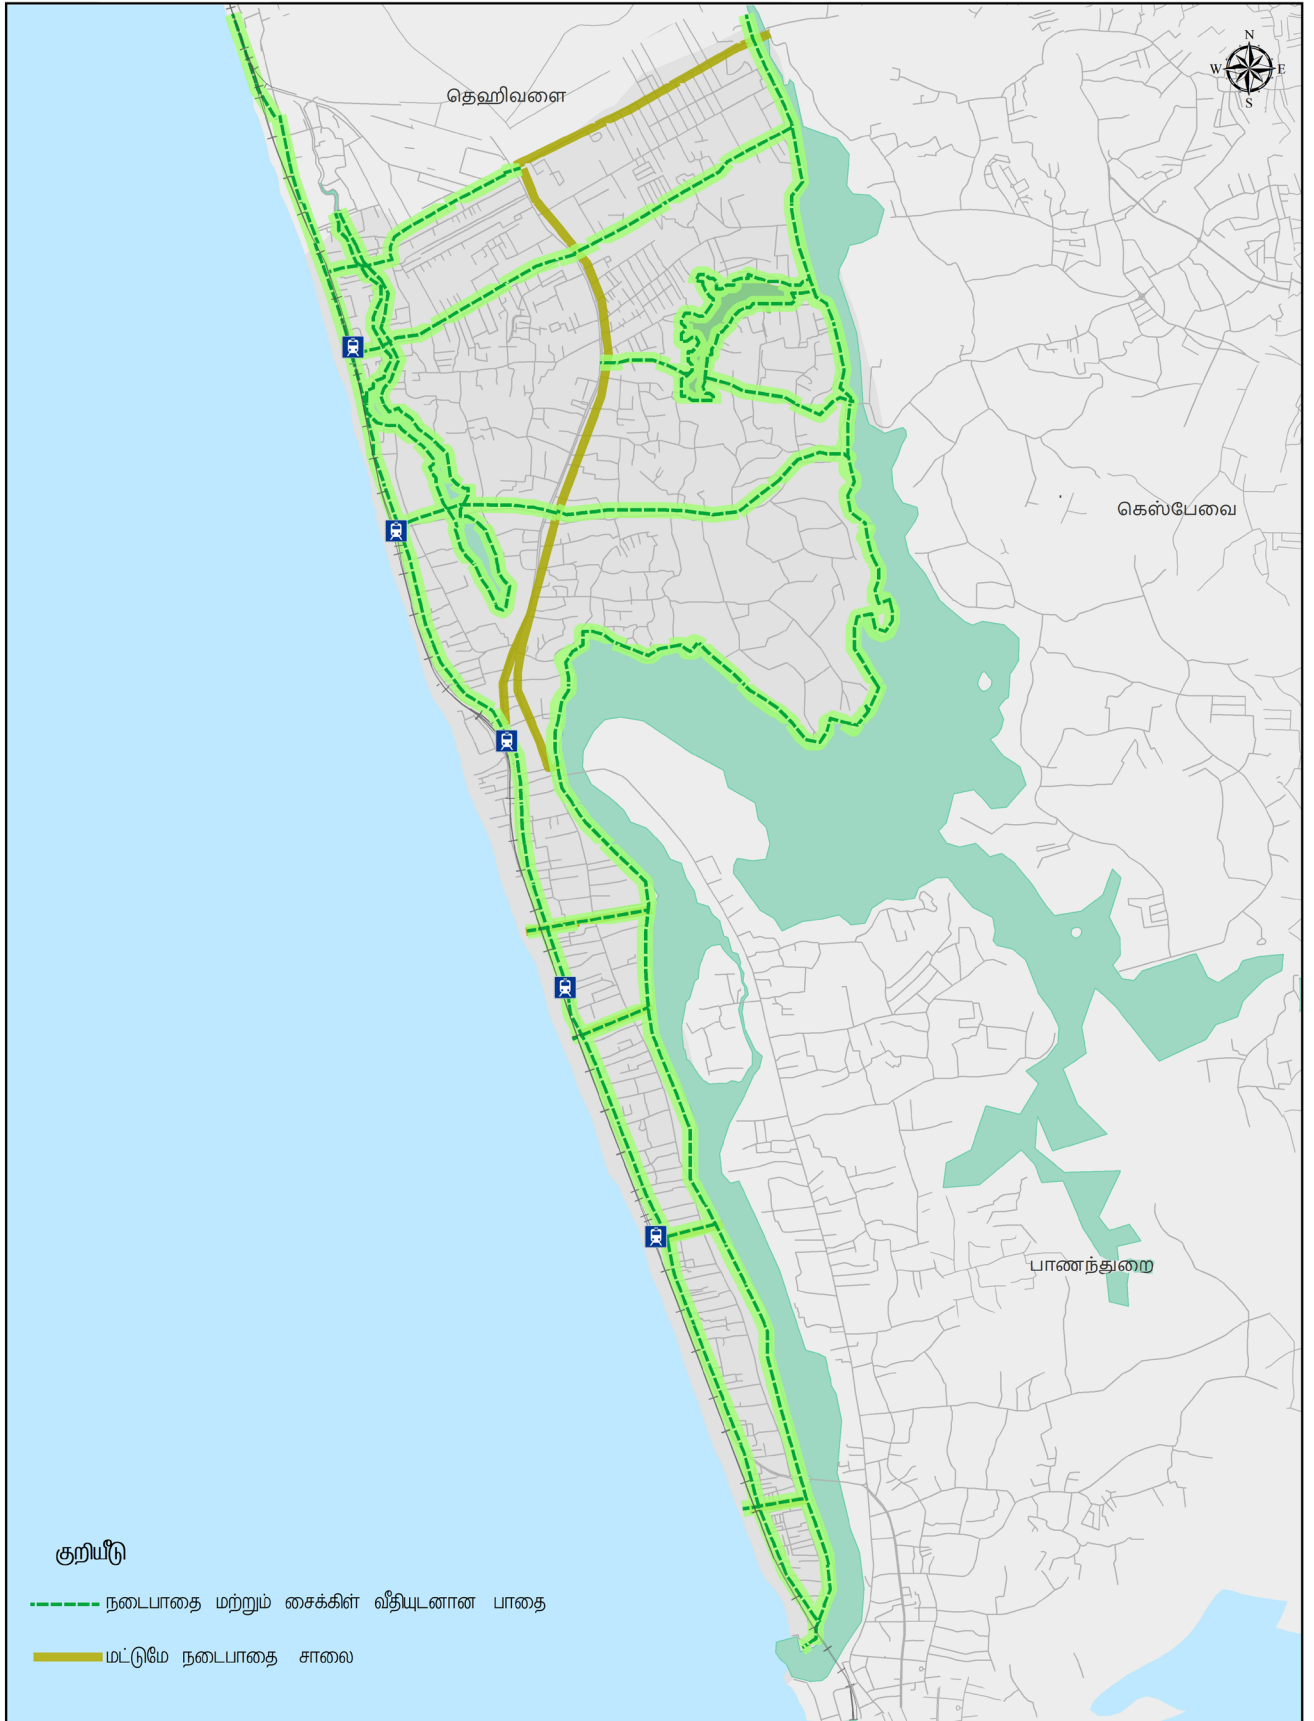 N
W E
S
தெஹிவளை
கெஸ்பேவை
பாணந்துறை
குறியீடு
நடைபாதை மற்றும் சைக்கிள் வீதியுடனான பாதை
மட்டுமே நடைபாதை சாலை